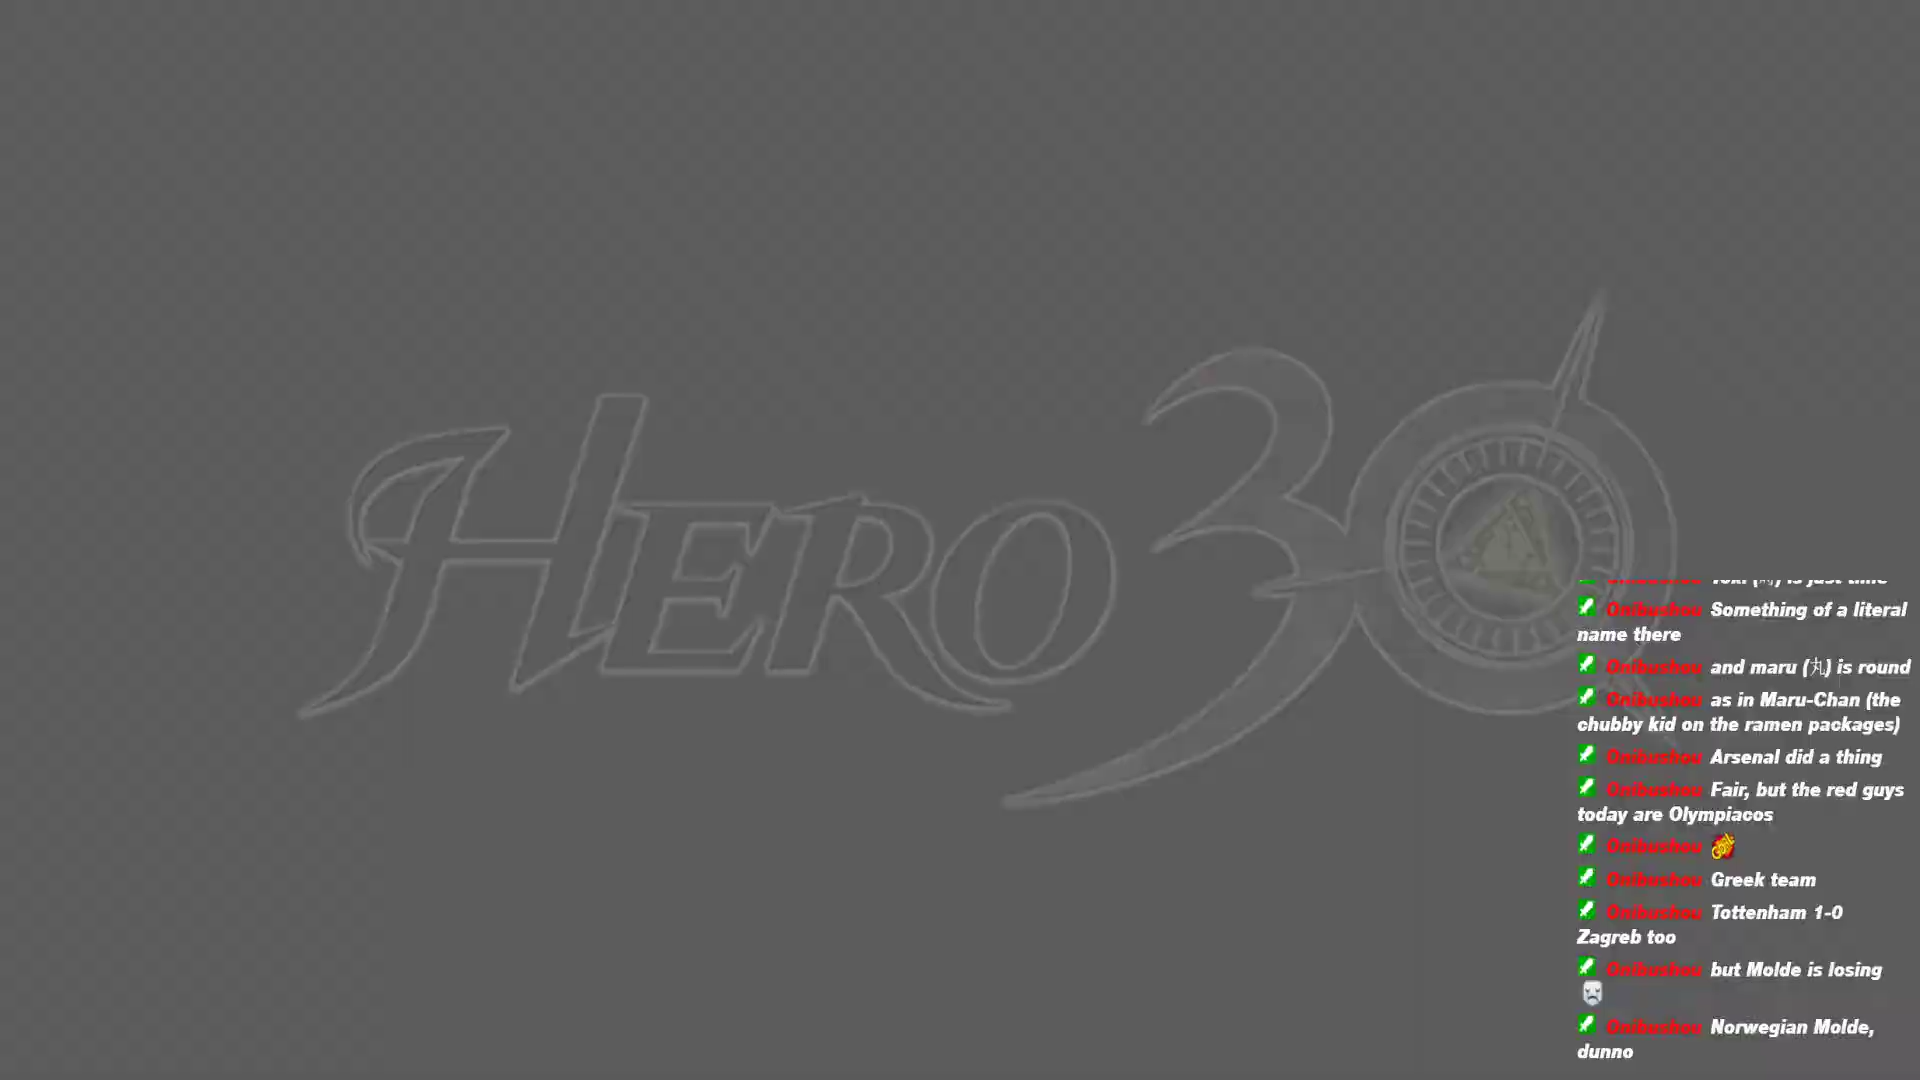 HERO 30
Onibushou Something of a literal
name there
Onibushou and maru (丸) is round
Onibushou as in Maru-Chan (the
chubby kid on the ramen packages)
Onibushou Arsenal did a thing
Onibushou Fair, but the red guys
today are Olympiacos
Onibushou
Onibushou Greek team
Onibushou Tottenham 1-0
Zagreb too
Onibushou but Molde is losing
Onibushou Norwegian Molde,
dunno